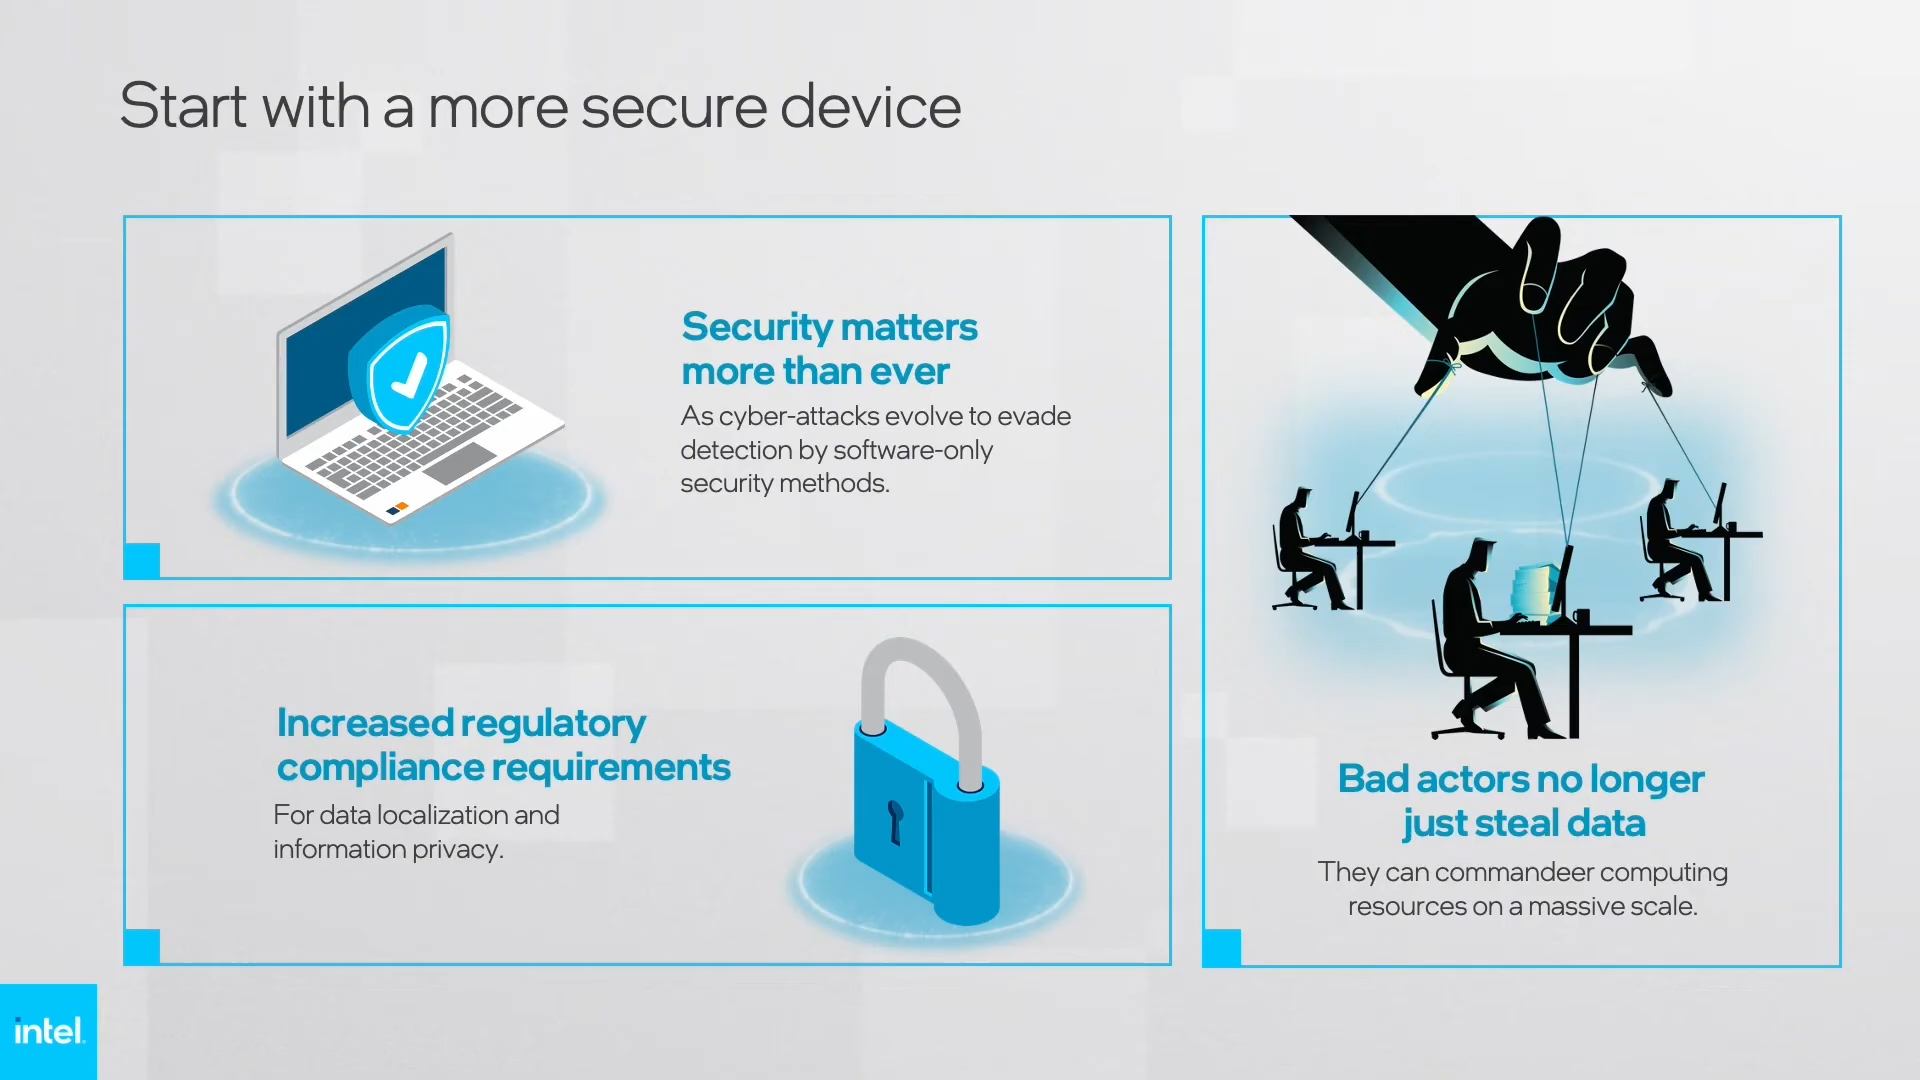 Start with a more secure device
Security matters
more than ever
As cyber-attacks evolve to evade
detection by software-only
security methods.
Increased regulatory
compliance requirements
For data localization and
information privacy.
Bad actors no longer
just steal data
They can commandeer computing
resources on a massive scale.
intel.